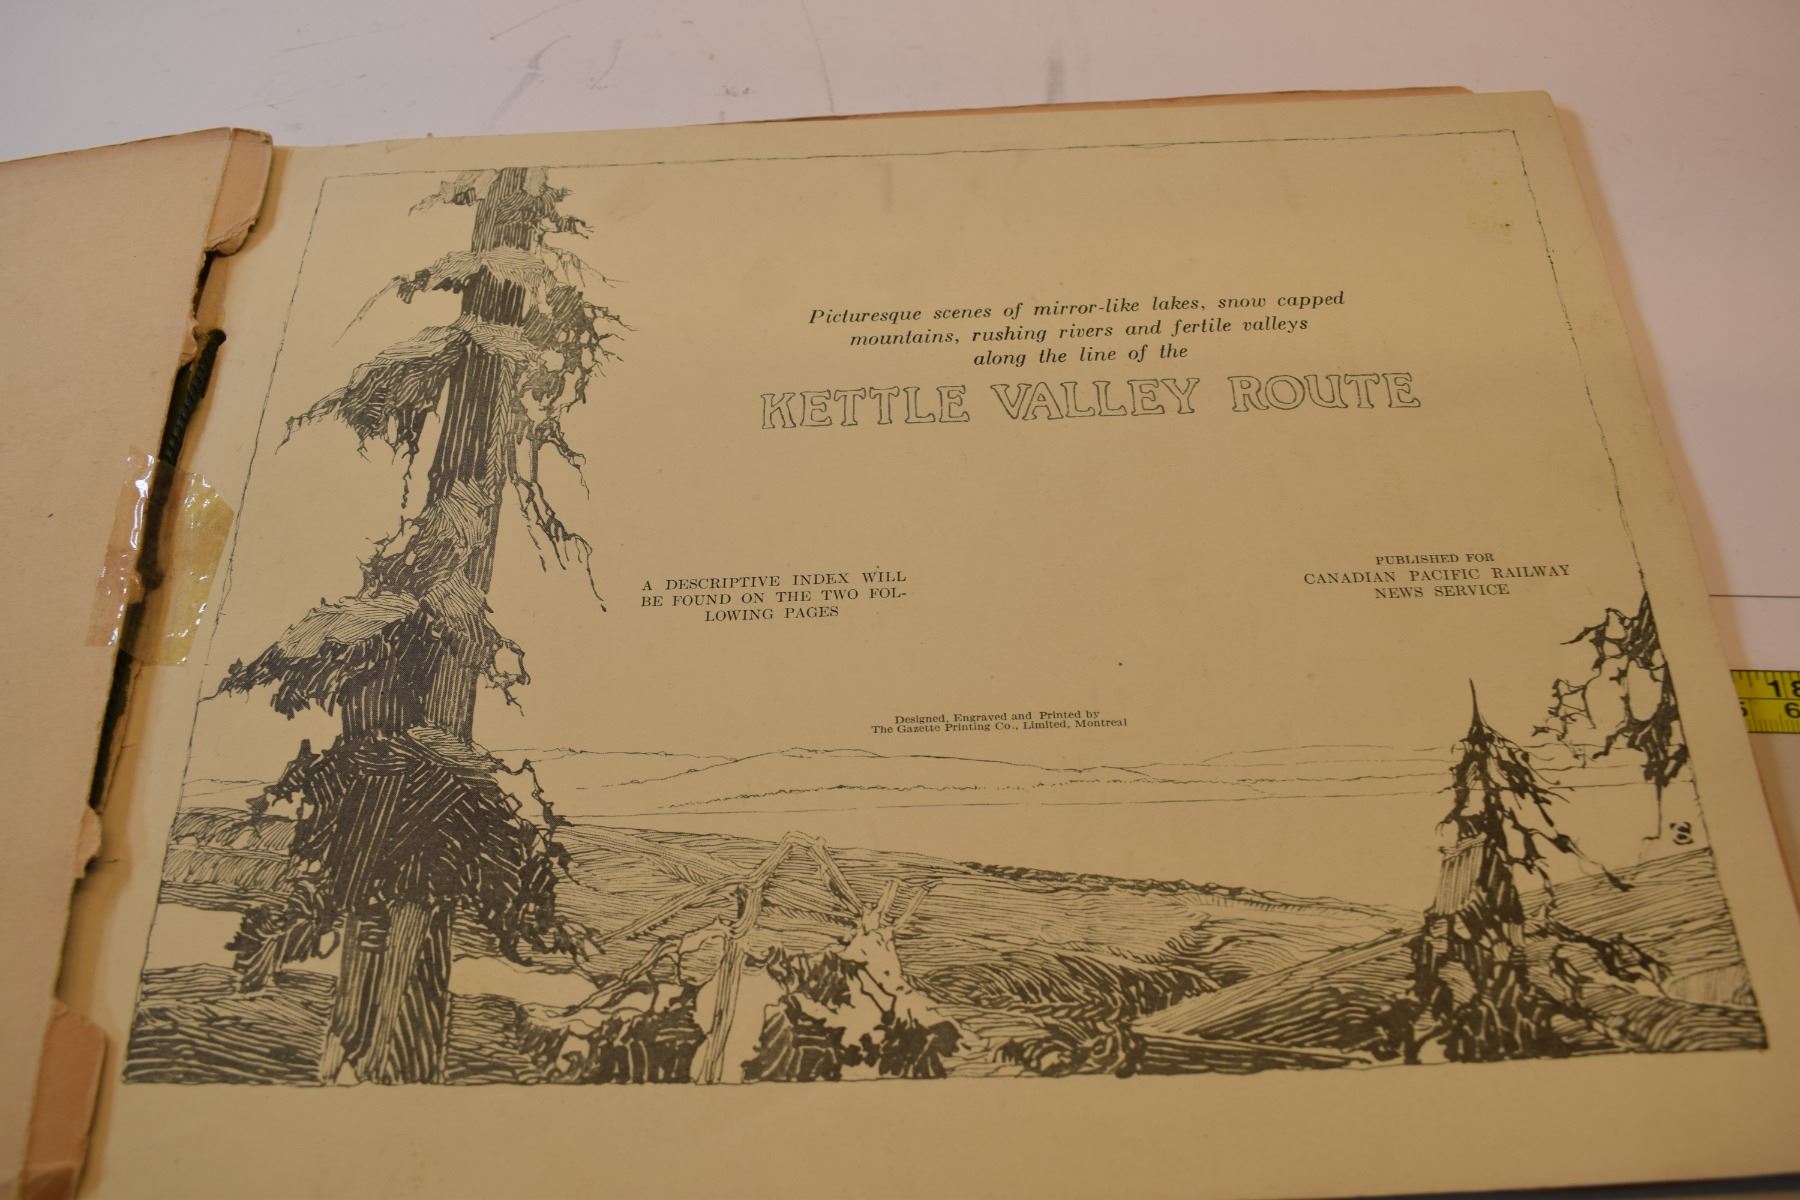 Picturesque scenes of mirror-like lakes, snow capped
mountains, rushing rivers and fertile valleys
along the line of the
KETTLE VALLEY ROUTE
A DESCRIPTIVE INDEX WILL
BE FOUND ON THE TWO FOL-
LOWING PAGES
PUBLISHED FOR
CANADIAN PACIFIC RAILWAY
NEWS SERVICE
Designed, Engraved and Printed by
The Gazette Printing Co., Limited, Montreal